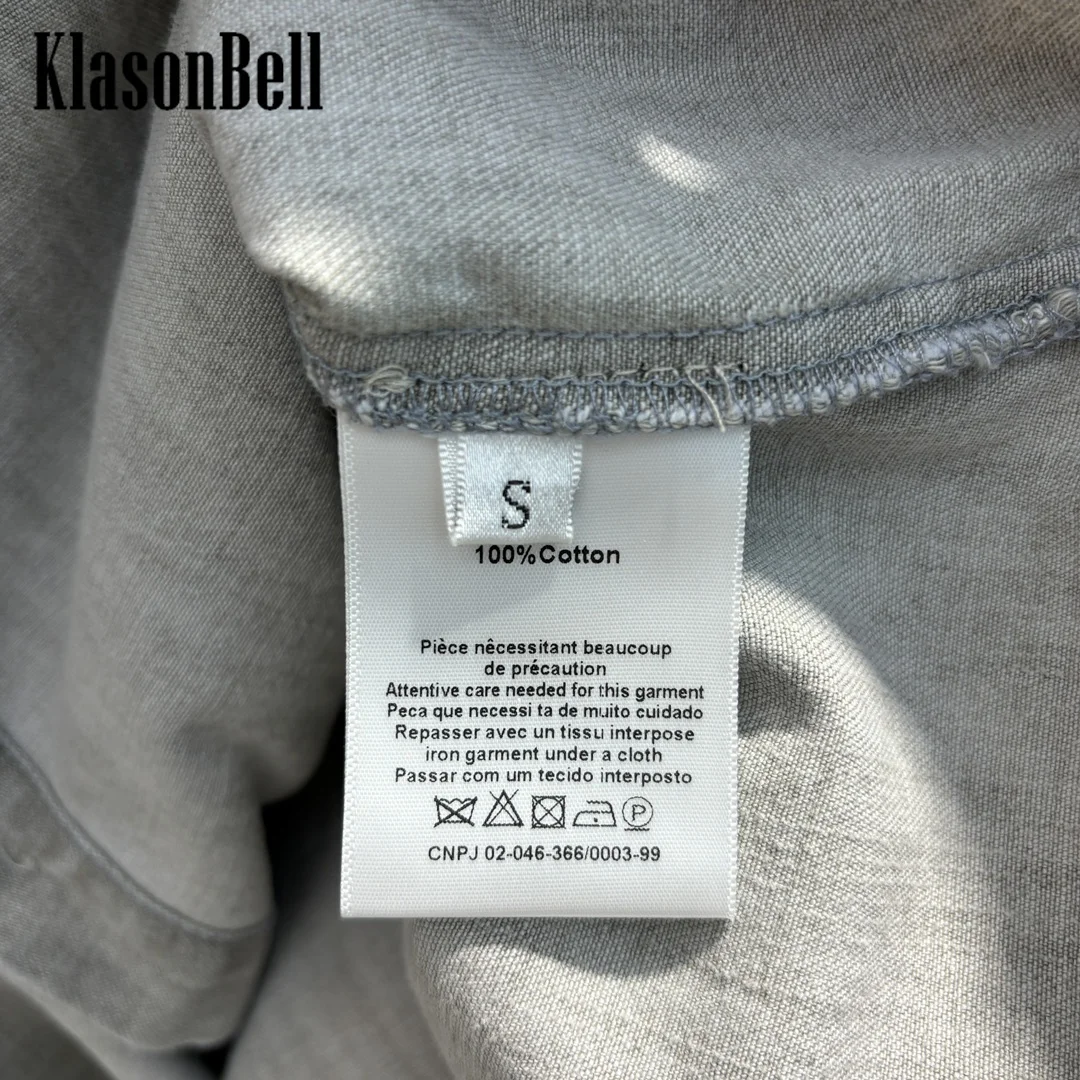 KlasonBell
S
100%Cotton
Pièce nêcessitant beaucoup
de précaution
Attentive care needed for this garment
Peca que necessi ta de muito cuidado
Repasser avec un tissu interpose
iron garment under a cloth
Passar com um tecido interposto
P
CNPJ 02-046-366/0003-99